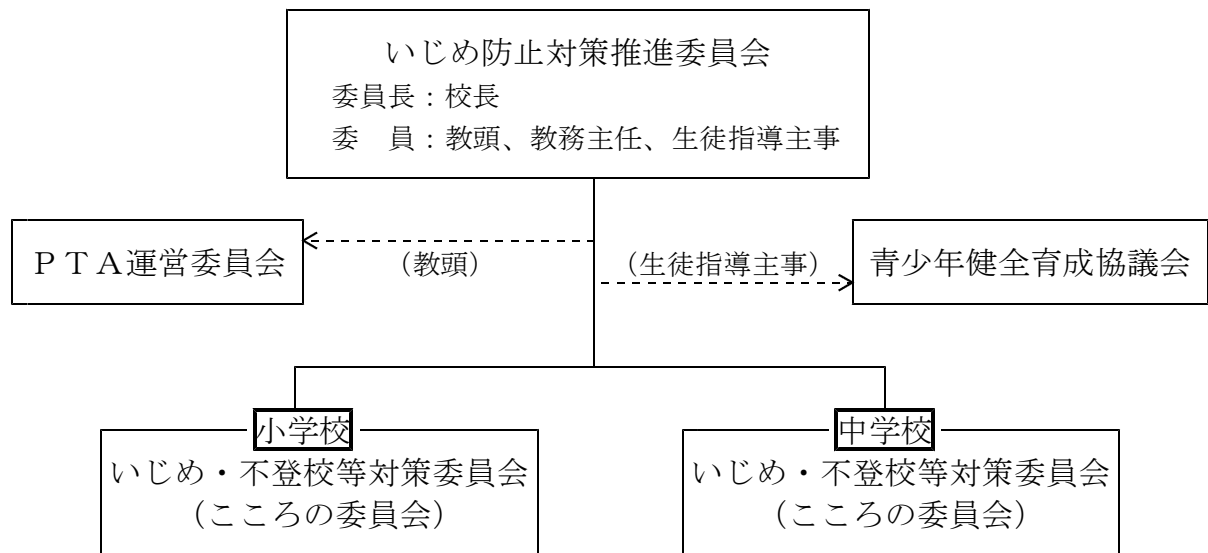 いじめ防止対策推進委員会
委員長：校長
委　員：教頭、教務主任、生徒指導主事
ＰＴＡ運営委員会
（教頭）
（生徒指導主事）
青少年健全育成協議会
小学校
いじめ・不登校等対策委員会
（こころの委員会）
中学校
いじめ・不登校等対策委員会
（こころの委員会）